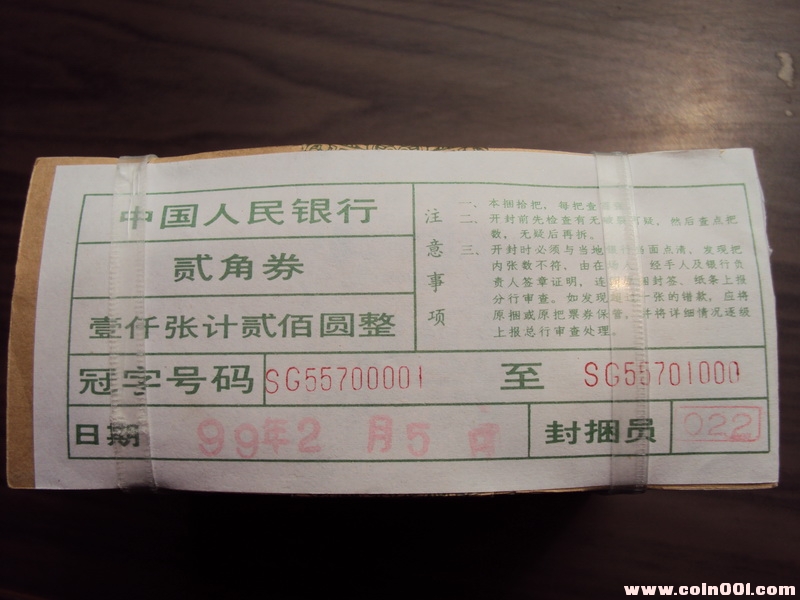 中国人民银行
贰角券
壹仟张计贰佰圆整
注意事项
一、本捆拾把，每把壹百张。
二、开封前先检查有无破损可疑，然后查点把
数，无疑后再拆。
三、开封时必须与当地银行当面点清，发现把
内张数不符，由在场人、经手人及银行负
责人签章证明，连同原封签、纸条上报
分行审查。如发现一张的错款，应将
原捆或原把票券保管，并将详细情况逐级
上报总行审查处理。
冠字号码 SG55700001 至 SG55701000
日期 99年2月5日 封捆员 022
www.coin001.com